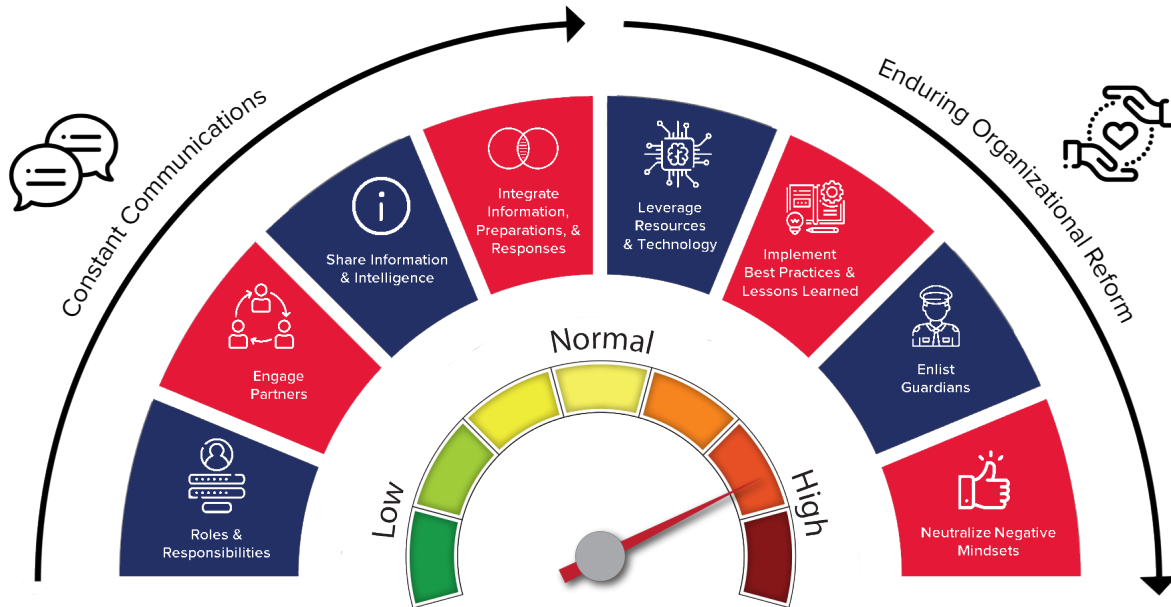 Constant Communications
Enduring Organizational Reform
Roles &
Responsibilities
Engage
Partners
Share Information
& Intelligence
Integrate
Information,
Preparations, &
Responses
Leverage
Resources
& Technology
Implement
Best Practices &
Lessons Learned
Enlist
Guardians
Neutralize Negative
Mindsets
Low
Normal
High